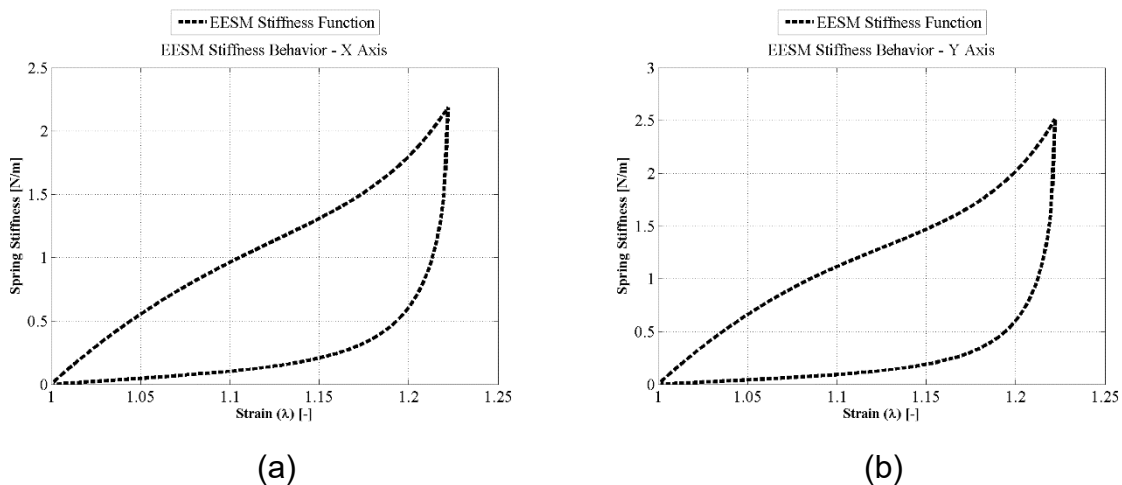 EESM Stiffness Function
EESM Stiffness Behavior - X Axis
2.5
2
1.5
1
0.5
0
Spring Stiffness [N/m]
1 1.05 1.1 1.15 1.2 1.25
Strain (λ) [-]
(a)
EESM Stiffness Function
EESM Stiffness Behavior - Y Axis
3
2.5
2
1.5
1
0.5
0
Spring Stiffness [N/m]
1 1.05 1.1 1.15 1.2 1.25
Strain (λ) [-]
(b)